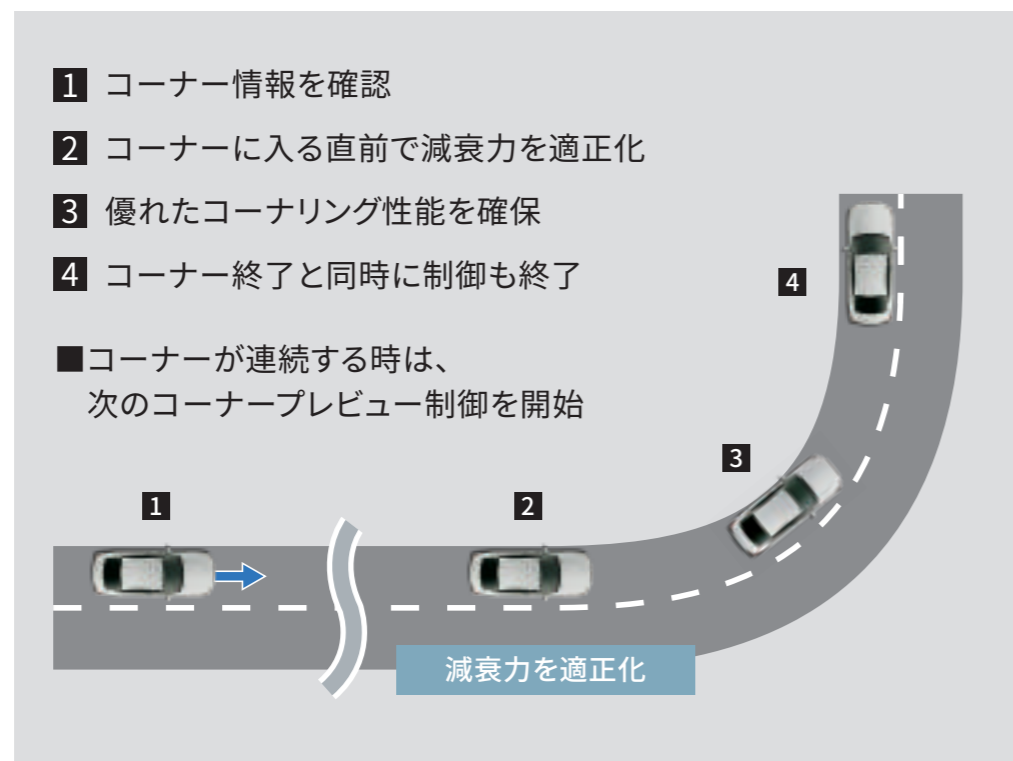 1 コーナー情報を確認
2 コーナーに入る直前で減衰力を適正化
3 優れたコーナリング性能を確保
4 コーナー終了と同時に制御も終了
■コーナーが連続する時は、
次のコーナープレビュー制御を開始
4
3
1
2
減衰力を適正化